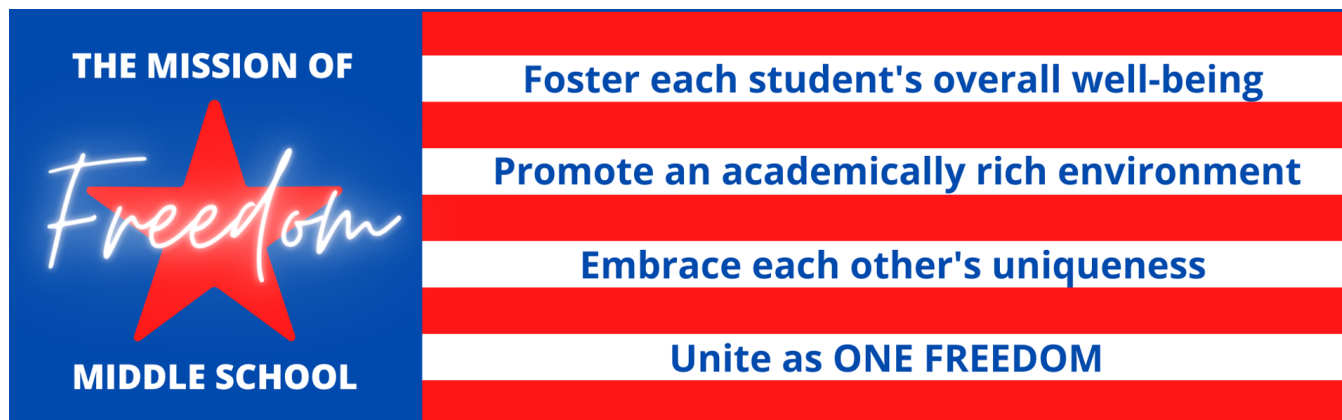 THE MISSION OF
Freedom
MIDDLE SCHOOL
Foster each student's overall well-being
Promote an academically rich environment
Embrace each other's uniqueness
Unite as ONE FREEDOM